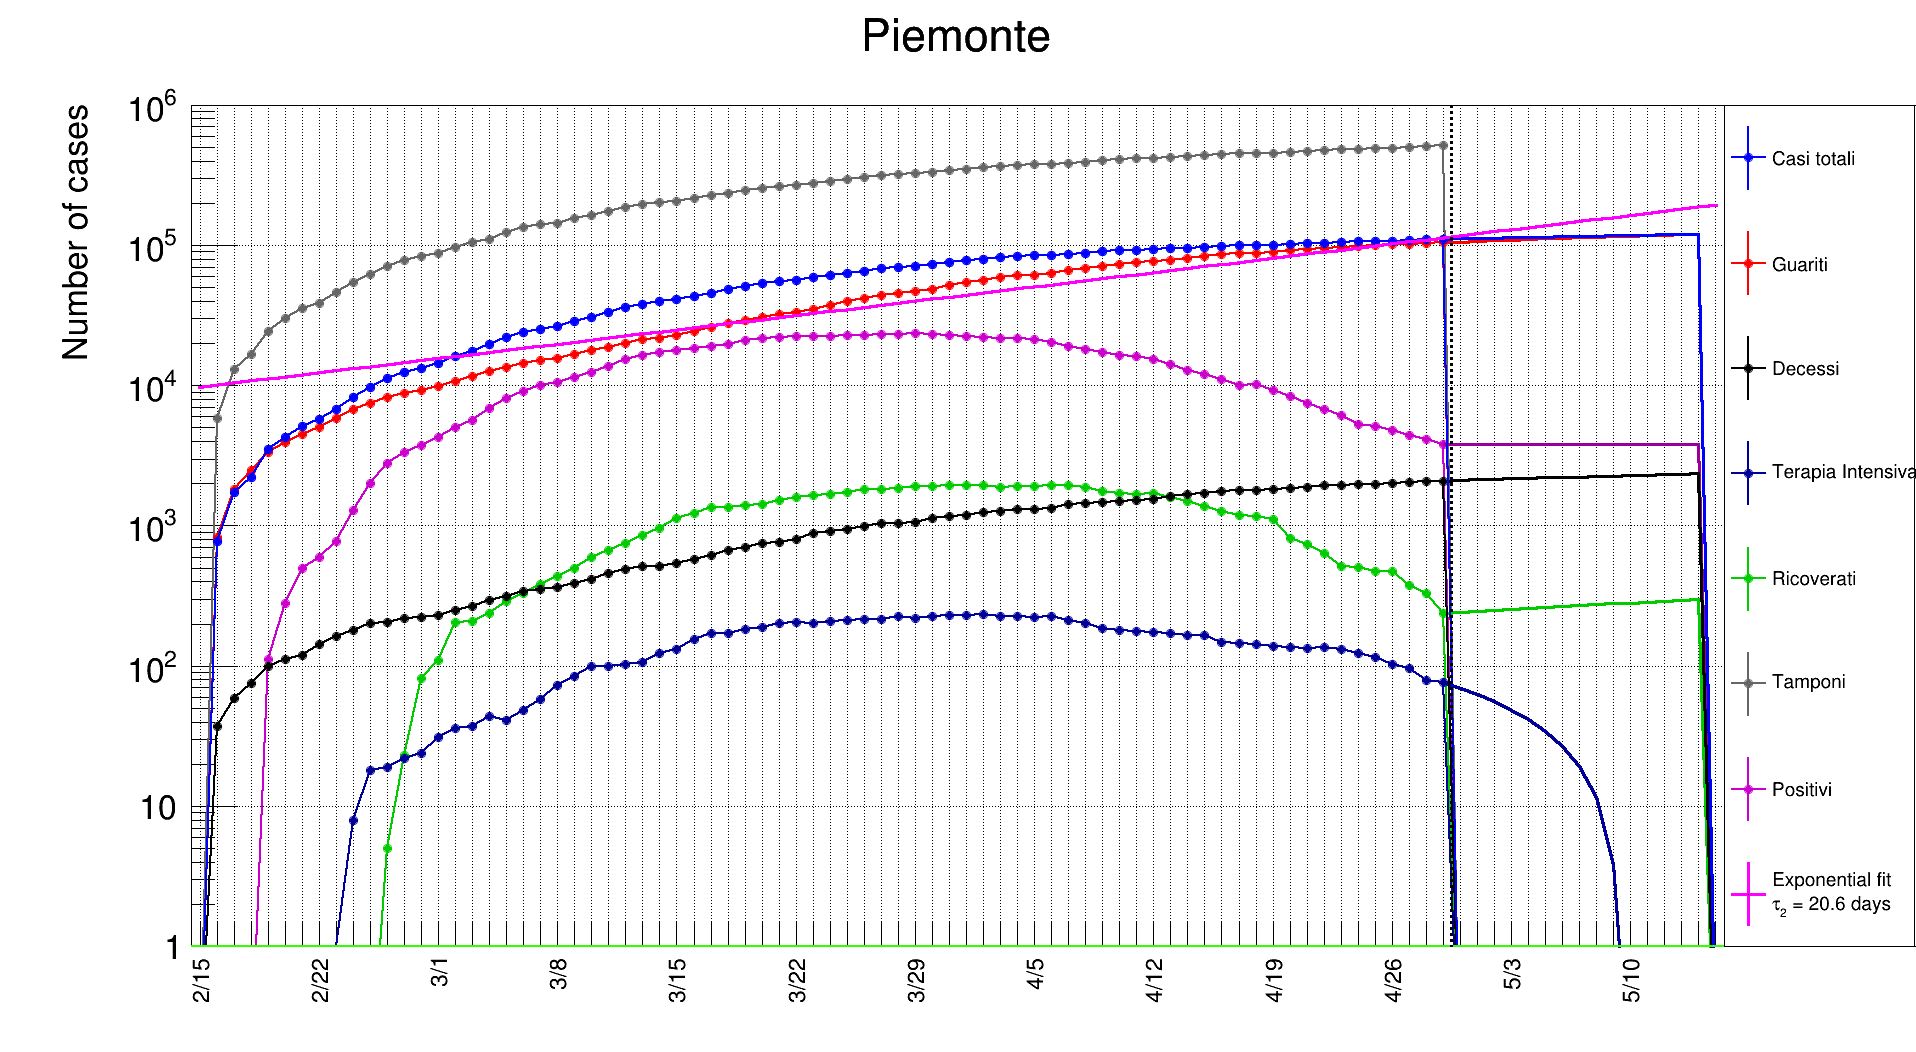 Piemonte
Number of cases
10^6
10^5
10^4
10^3
10^2
10
1
2/15
2/22
3/1
3/8
3/15
3/22
3/29
4/5
4/12
4/19
4/26
5/3
5/10
Casi totali
Guariti
Decessi
Terapia Intensiva
Ricoverati
Tamponi
Positivi
Exponential fit
τ₂ = 20.6 days